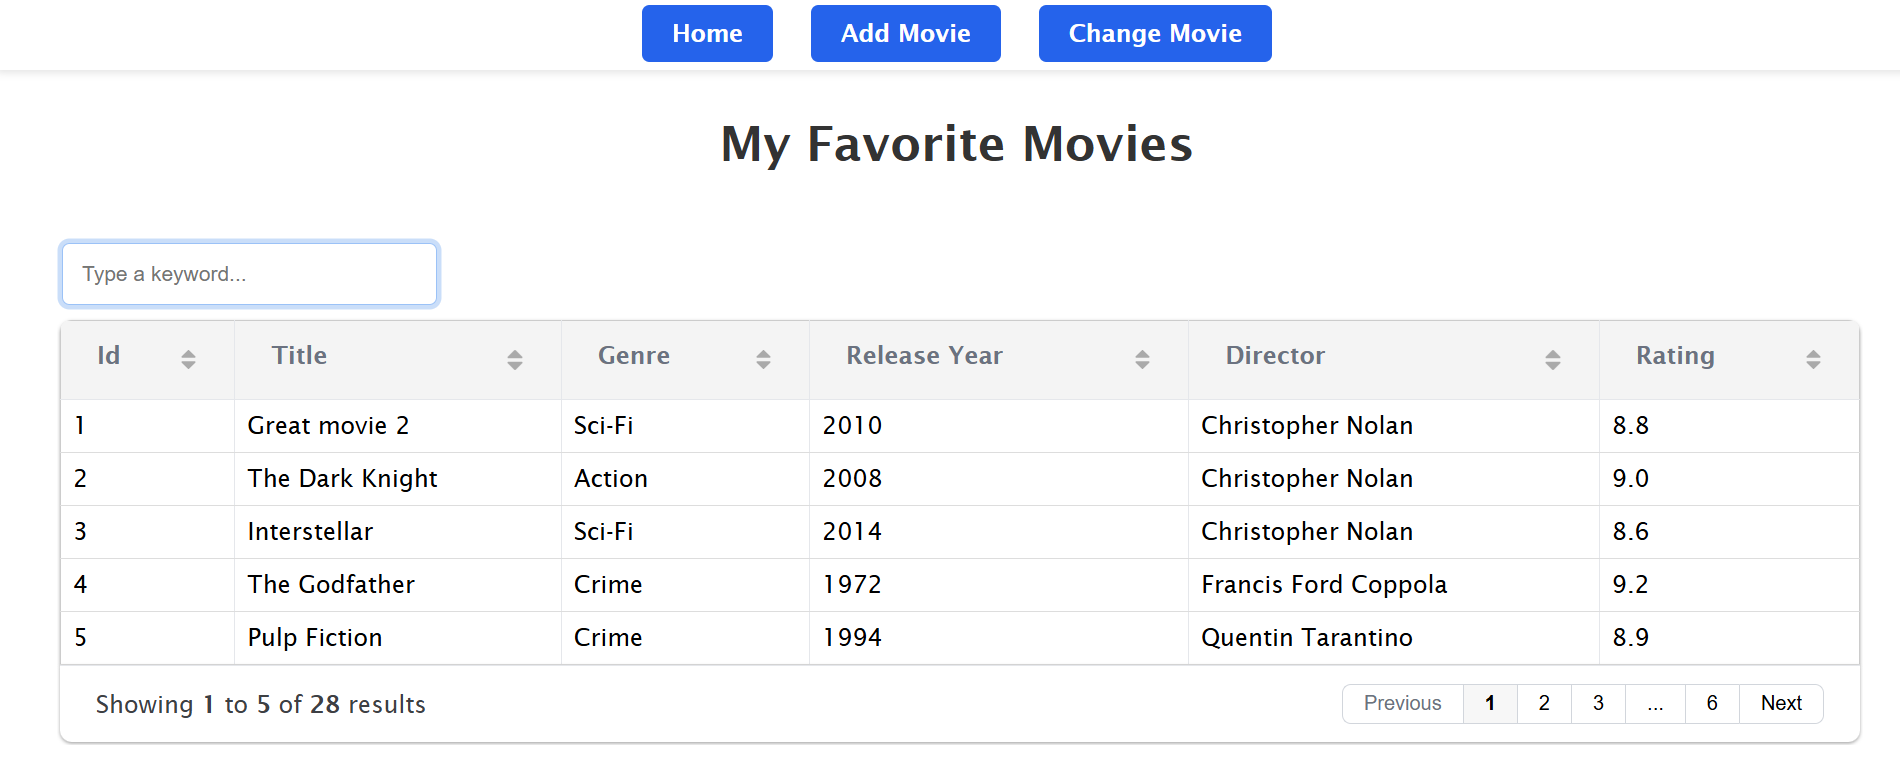 Home Add Movie Change Movie
My Favorite Movies
Type a keyword...
Id Title Genre Release Year Director Rating
1 Great movie 2 Sci-Fi 2010 Christopher Nolan 8.8
2 The Dark Knight Action 2008 Christopher Nolan 9.0
3 Interstellar Sci-Fi 2014 Christopher Nolan 8.6
4 The Godfather Crime 1972 Francis Ford Coppola 9.2
5 Pulp Fiction Crime 1994 Quentin Tarantino 8.9
Showing 1 to 5 of 28 results Previous 1 2 3 ... 6 Next